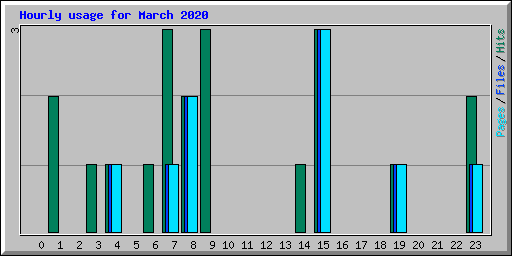 Hourly usage for March 2020
3
Pages/Files/Hits
0 1 2 3 4 5 6 7 8 9 10 11 12 13 14 15 16 17 18 19 20 21 22 23